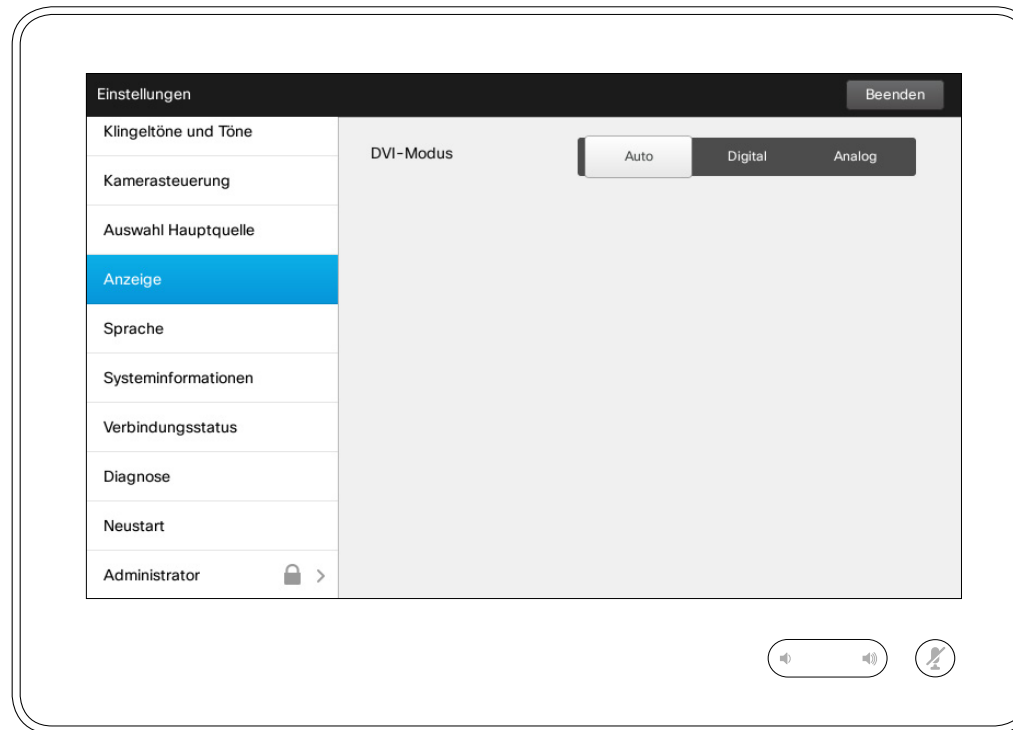 Einstellungen
Beenden
Klingeltöne und Töne
Kamerasteuerung
Auswahl Hauptquelle
Anzeige
Sprache
Systeminformationen
Verbindungsstatus
Diagnose
Neustart
Administrator
DVI-Modus
Auto
Digital
Analog